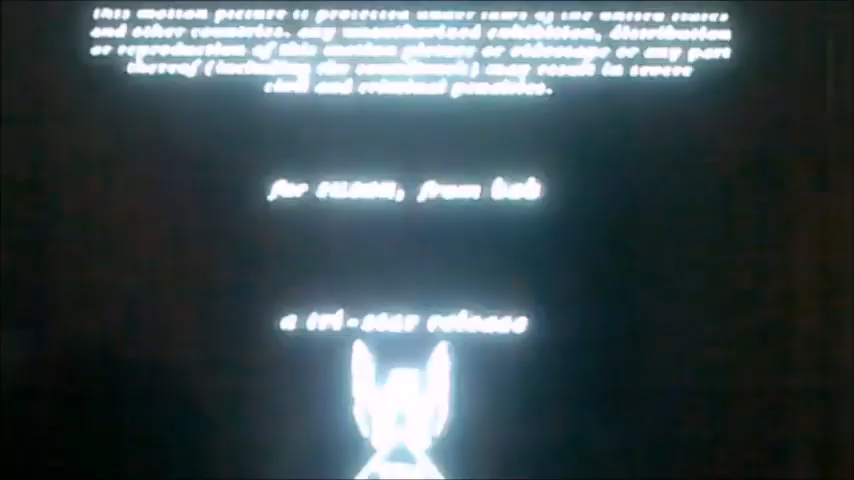 this motion picture is protected under laws of the united states
and other countries. any unauthorized exhibition, distribution
or reproduction of this motion picture or videotape or any part
thereof (including the soundtrack) may result in severe
civil and criminal penalties.
for from bob
a tri-star release